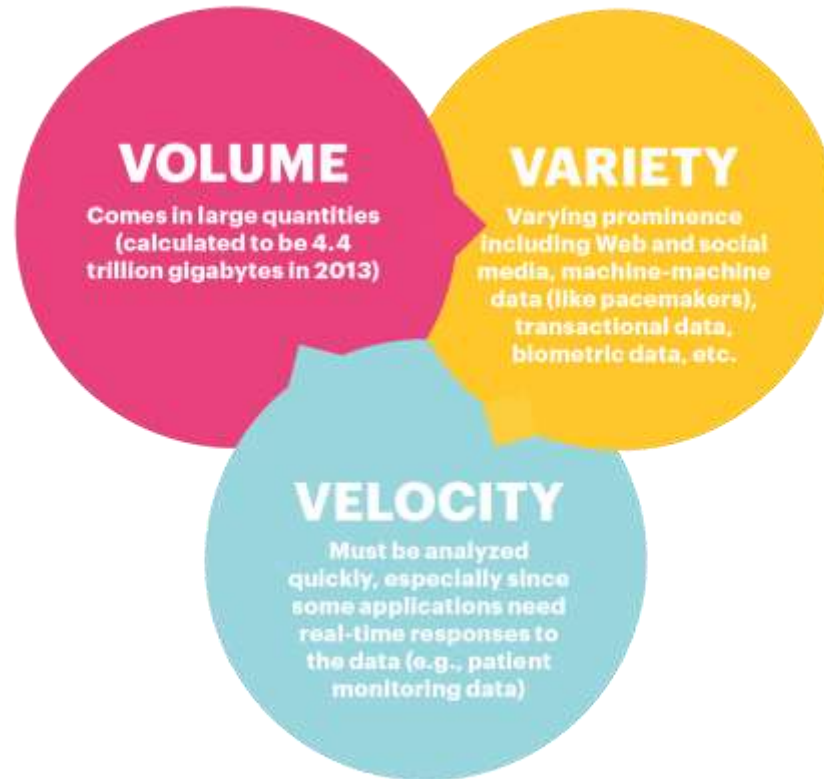 VOLUME
Comes in large quantities
(calculated to be 4.4
trillion gigabytes in 2013)
VARIETY
Varying prominence
including Web and social
media, machine-machine
data (like pacemakers),
transactional data,
biometric data, etc.
VELOCITY
Must be analyzed
quickly, especially since
some applications need
real-time responses to
the data (e.g., patient
monitoring data)